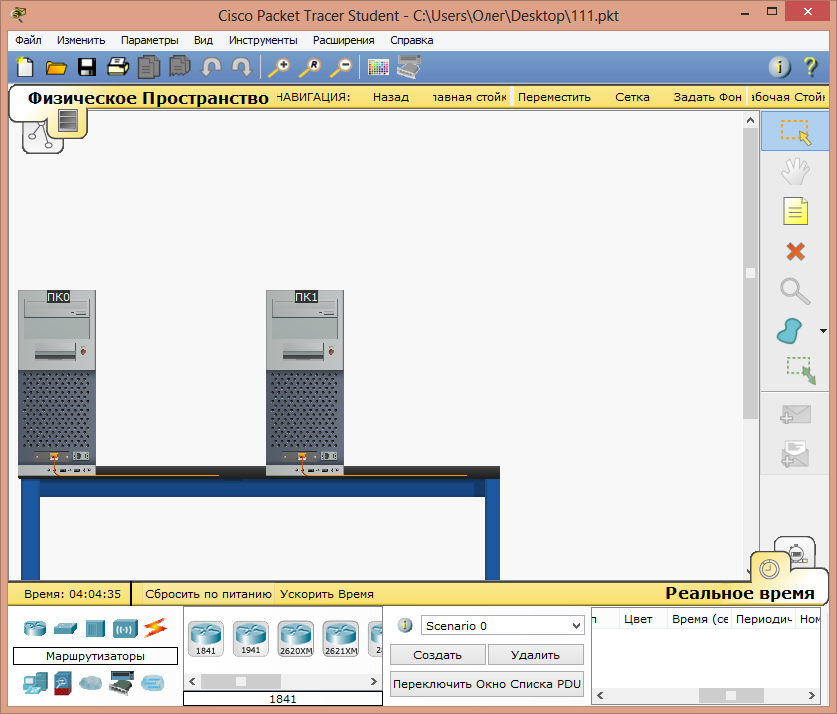 Cisco Packet Tracer Student - C:\Users\Олег\Desktop\111.pkt
Файл Изменить Параметры Вид Инструменты Расширения Справка
Физическое Пространство НАВИГАЦИЯ: Назад лавная стойк Переместить Сетка Задать Фон абочая Стойк
ПК0 ПК1
Время: 04:04:35 Сбросить по питанию Ускорить Время Реальное время
Маршрутизаторы
1841 1941 2620XM 2621XM
1841
Scenario 0
Создать Удалить
Переключить Окно Списка PDU
Цвет Время (се Периодич Ном